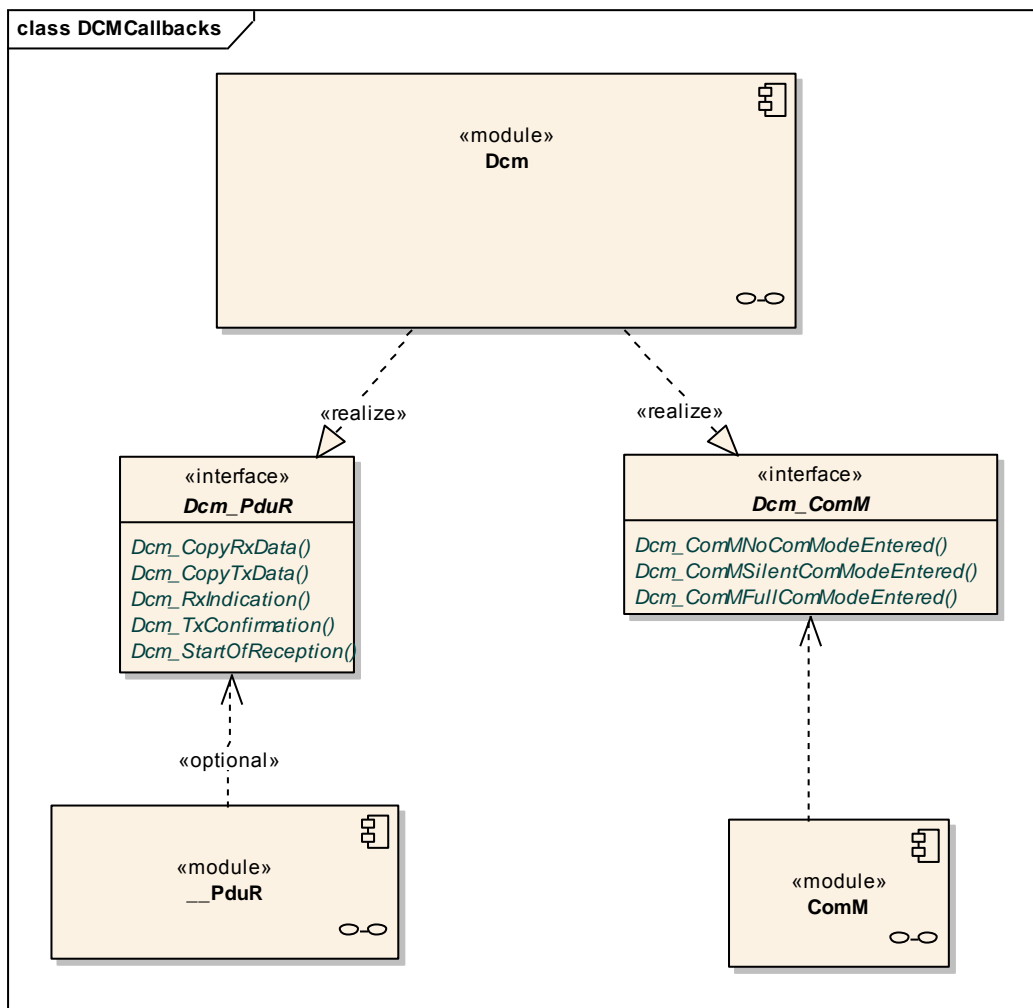 class DCMCallbacks
«module»
Dcm
«realize»
«realize»
«interface»
Dcm_PduR
Dcm_CopyRxData()
Dcm_CopyTxData()
Dcm_RxIndication()
Dcm_TxConfirmation()
Dcm_StartOfReception()
«interface»
Dcm_ComM
Dcm_ComMNoComModeEntered()
Dcm_ComMSilentComModeEntered()
Dcm_ComMFullComModeEntered()
«optional»
«module»
__PduR
«module»
ComM